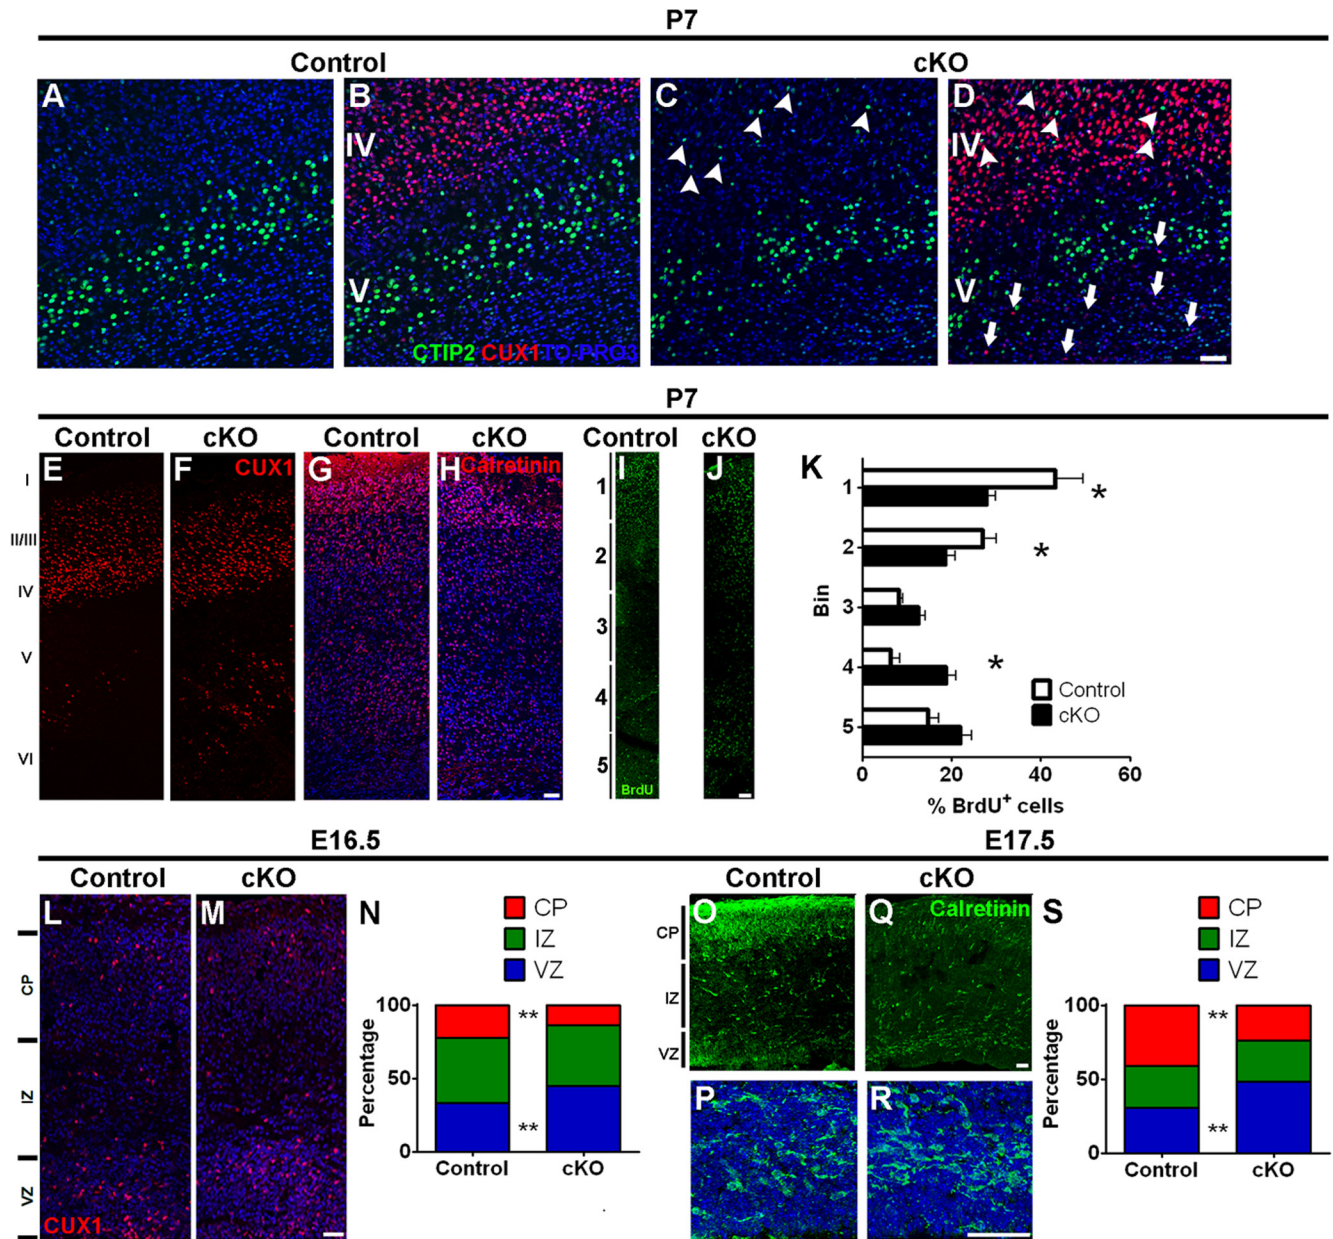 P7
Control cKO
A B C D
IV IV
V V
CTIP2 CUX1 TO-PRO3
P7
Control cKO Control cKO Control cKO
E F CUX1 G H Calretinin I J K
I
II/III
IV
V
VI
1
2
3
4
5
BrdU
Bin
1
2
3
4
5
*
*
*
Control
cKO
0 20 40 60
% BrdU+ cells
E16.5 E17.5
Control cKO Control cKO
L M N O Q Calretinin S
CP
IZ
VZ
CUX1
CP
IZ
VZ
Percentage
100
50
0
**
**
Control cKO
CP
IZ
VZ
P R
CP
IZ
VZ
Percentage
100
50
0
**
**
Control cKO